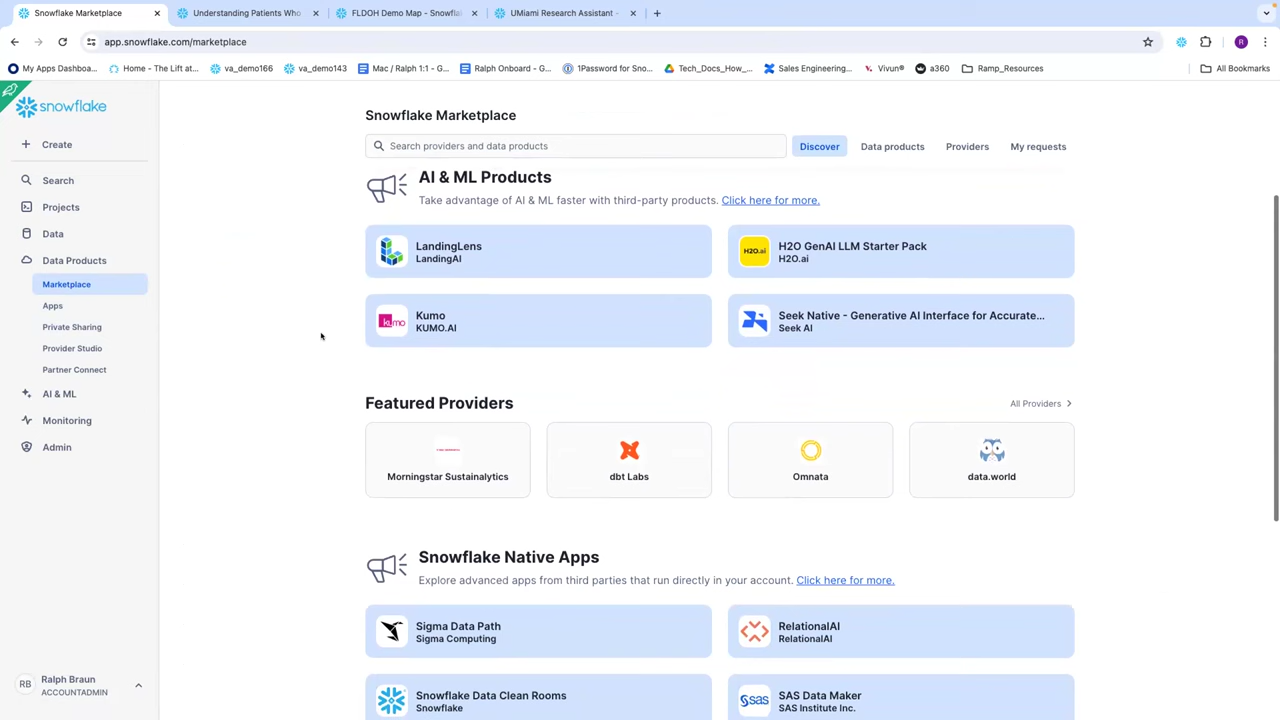 Snowflake Marketplace
Understanding Patients Who
FLDOH Demo Map - Snowfla
UMiami Research Assistant -
app.snowflake.com/marketplace
R
My Apps Dashboa...
Home - The Lift at...
va_demo166
va_demo143
Mac / Ralph 1:1 - G...
Ralph Onboard - G...
1Password for Sno...
Tech_Docs_How_...
Sales Engineering...
Vivun®
a360
Ramp_Resources
All Bookmarks
snowflake
Create
Search
Projects
Data
Data Products
Marketplace
Apps
Private Sharing
Provider Studio
Partner Connect
AI & ML
Monitoring
Admin
RB
Ralph Braun
ACCOUNTADMIN
Snowflake Marketplace
Search providers and data products
Discover
Data products
Providers
My requests
AI & ML Products
Take advantage of AI & ML faster with third-party products. Click here for more.
LandingLens
LandingAI
H2O.ai
H2O GenAI LLM Starter Pack
H2O.ai
kumo
Kumo
KUMO.AI
Seek Native - Generative AI Interface for Accurate...
Seek AI
Featured Providers
All Providers
Morningstar Sustainalytics
dbt Labs
Omnata
data.world
Snowflake Native Apps
Explore advanced apps from third parties that run directly in your account. Click here for more.
Sigma Data Path
Sigma Computing
RelationalAI
RelationalAI
Snowflake Data Clean Rooms
Snowflake
sas
SAS Data Maker
SAS Institute Inc.